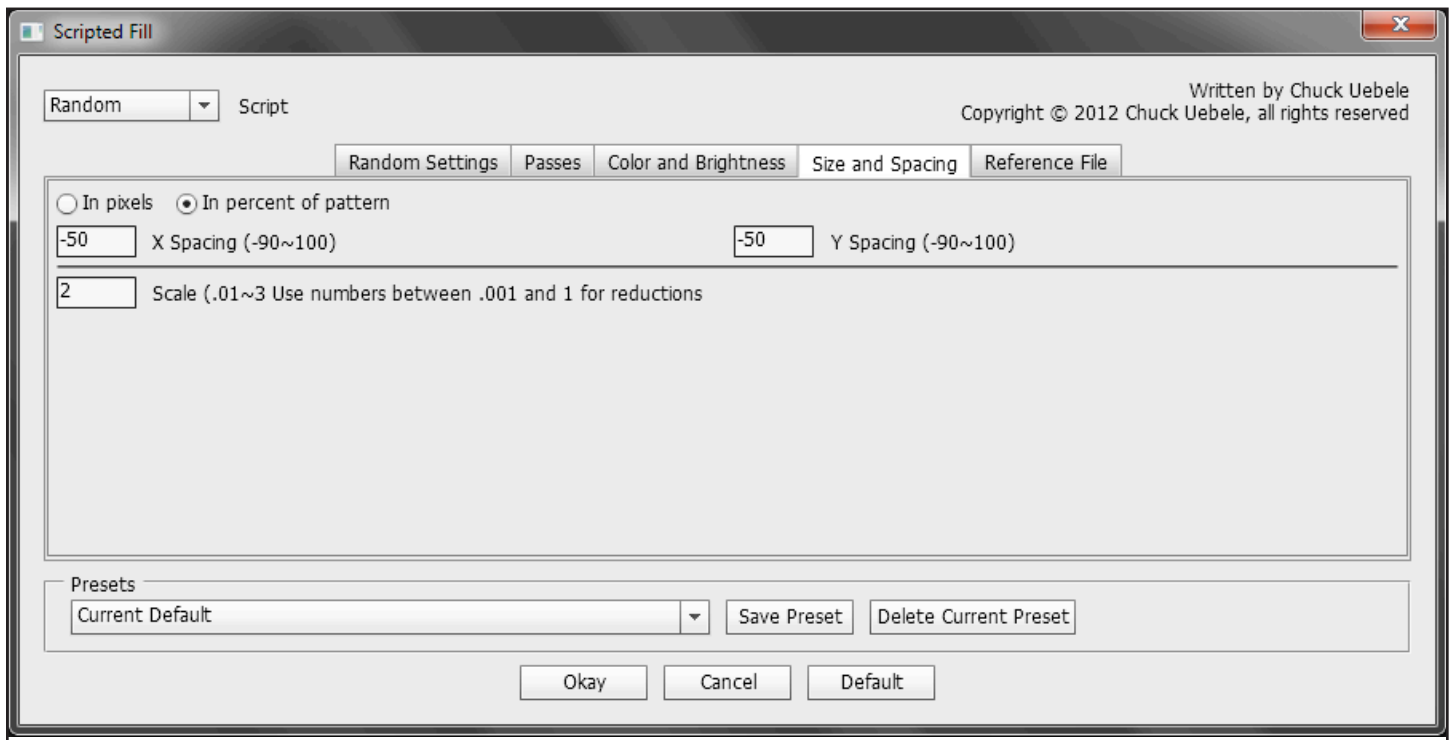 Scripted Fill
x
Written by Chuck Uebele
Random Script
Copyright © 2012 Chuck Uebele, all rights reserved
Random Settings Passes Color and Brightness Size and Spacing Reference File
In pixels In percent of pattern
-50 X Spacing (-90~100) -50 Y Spacing (-90~100)
2 Scale (.01~3 Use numbers between .001 and 1 for reductions
Presets
Current Default Save Preset Delete Current Preset
Okay Cancel Default